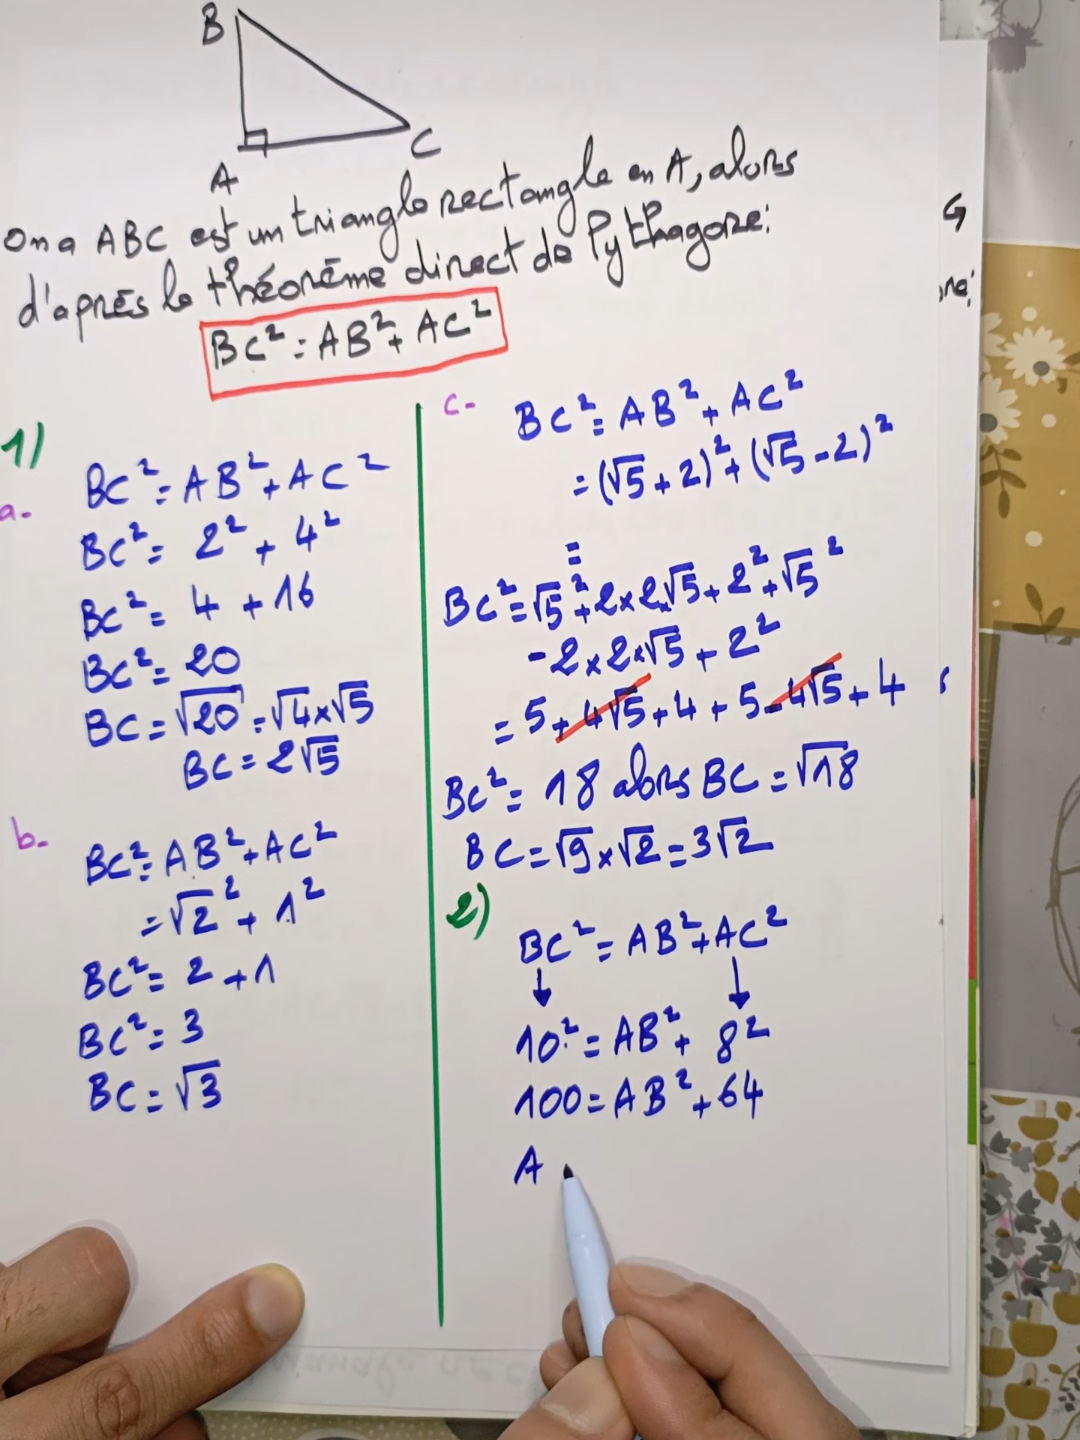 B
A
C
On a ABC est un triangle rectangle en A, alors
d'après le théorème direct de Pythagore:
BC² = AB² + AC²
1)
a-
BC² = AB² + AC²
BC² = 2² + 4²
BC² = 4 + 16
BC² = 20
BC = √20 = √4 × √5
BC = 2√5
b-
BC² = AB² + AC²
= √2² + 1²
BC² = 2 + 1
BC² = 3
BC = √3
c-
BC² = AB² + AC²
= (√5 + 2)² + (√5 - 2)²
=
BC² = √5² + 2×2×√5 + 2² + √5²
- 2×2×√5 + 2²
= 5 + 4√5 + 4 + 5 - 4√5 + 4
BC² = 18 alors BC = √18
BC = √9 × √2 = 3√2
2)
BC² = AB² + AC²
↓ ↓
10² = AB² + 8²
100 = AB² + 64
A